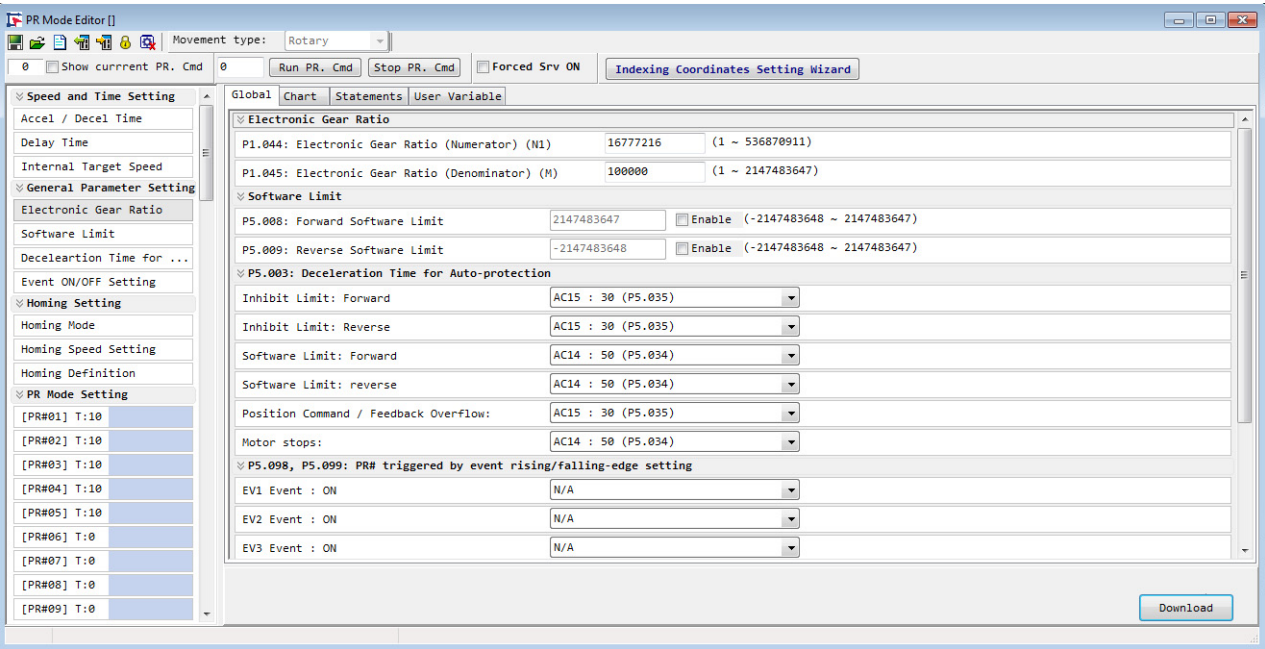 PR Mode Editor []
Movement type: Rotary
0 Show currrent PR. Cmd 0 Run PR. Cmd Stop PR. Cmd Forced Srv ON Indexing Coordinates Setting Wizard
Speed and Time Setting
Accel / Decel Time
Delay Time
Internal Target Speed
General Parameter Setting
Electronic Gear Ratio
Software Limit
Deceleartion Time for ...
Event ON/OFF Setting
Homing Setting
Homing Mode
Homing Speed Setting
Homing Definition
PR Mode Setting
[PR#01] T:10
[PR#02] T:10
[PR#03] T:10
[PR#04] T:10
[PR#05] T:10
[PR#06] T:0
[PR#07] T:0
[PR#08] T:0
[PR#09] T:0
Global Chart Statements User Variable
Electronic Gear Ratio
P1.044: Electronic Gear Ratio (Numerator) (N1) 16777216 (1 ~ 536870911)
P1.045: Electronic Gear Ratio (Denominator) (M) 100000 (1 ~ 2147483647)
Software Limit
P5.008: Forward Software Limit 2147483647 Enable (-2147483648 ~ 2147483647)
P5.009: Reverse Software Limit -2147483648 Enable (-2147483648 ~ 2147483647)
P5.003: Deceleration Time for Auto-protection
Inhibit Limit: Forward AC15 : 30 (P5.035)
Inhibit Limit: Reverse AC15 : 30 (P5.035)
Software Limit: Forward AC14 : 50 (P5.034)
Software Limit: reverse AC14 : 50 (P5.034)
Position Command / Feedback Overflow: AC15 : 30 (P5.035)
Motor stops: AC14 : 50 (P5.034)
P5.098, P5.099: PR# triggered by event rising/falling-edge setting
EV1 Event : ON N/A
EV2 Event : ON N/A
EV3 Event : ON N/A
Download